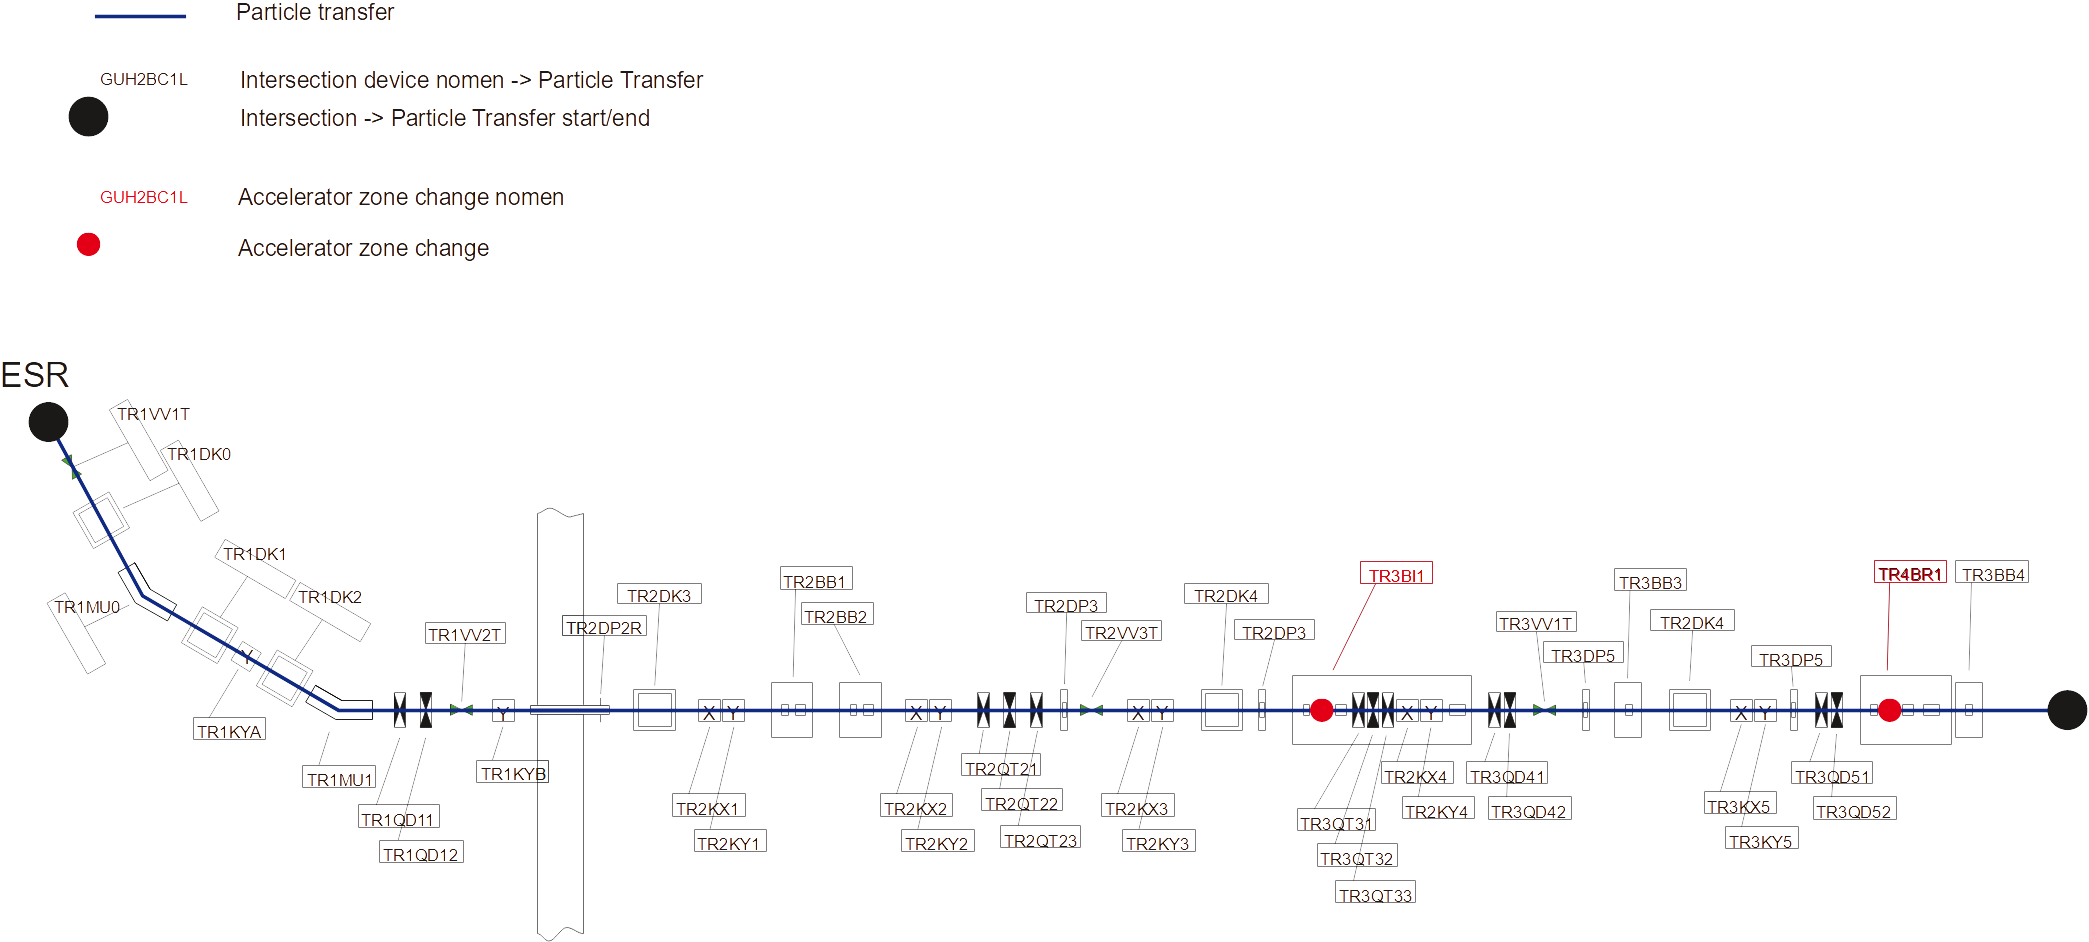 Particle transfer
GUH2BC1L Intersection device nomen -> Particle Transfer
Intersection -> Particle Transfer start/end
GUH2BC1L Accelerator zone change nomen
Accelerator zone change
ESR
TR1VV1T
TR1DK0
TR1DK1
TR1DK2
TR1MU0
Y
TR1KYA
TR1MU1
TR1VV2T
TR1QD11
TR1QD12
Y
TR1KYB
TR2DP2R
TR2DK3
X Y
TR2KX1
TR2KY1
TR2BB1
TR2BB2
X Y
TR2KX2
TR2KY2
TR2QT21
TR2QT22
TR2QT23
TR2DP3
TR2VV3T
X Y
TR2KX3
TR2KY3
TR2DK4
TR2DP3
TR3BI1
X Y
TR3QT31
TR3QT32
TR3QT33
TR2KX4
TR2KY4
TR3QD41
TR3QD42
TR3VV1T
TR3DP5
TR3BB3
TR2DK4
X Y
TR3KX5
TR3KY5
TR3DP5
TR3QD51
TR3QD52
TR3BB4